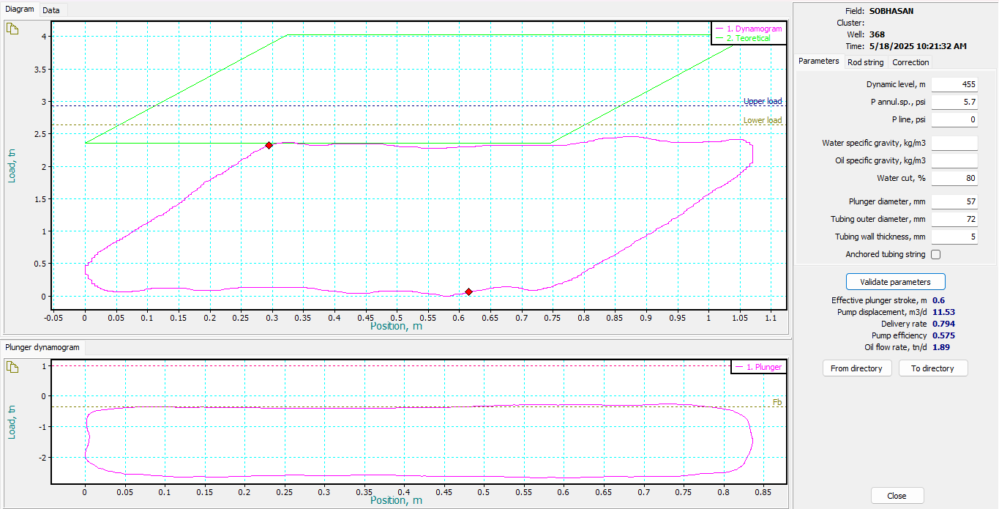 Diagram Data
1. Dynamogram
2. Teoretical
Upper load
Lower load
4
3.5
3
2.5
2
1.5
1
0.5
0
Load, tn
-0.05 0 0.05 0.1 0.15 0.2 0.25 0.3 0.35 0.4 0.45 0.5 0.55 0.6 0.65 0.7 0.75 0.8 0.85 0.9 0.95 1 1.05 1.1
Position, m
Plunger dynamogram
1. Plunger
Fb
1
0
-1
-2
Load, tn
0 0.05 0.1 0.15 0.2 0.25 0.3 0.35 0.4 0.45 0.5 0.55 0.6 0.65 0.7 0.75 0.8 0.85
Position, m
Field: SOBHASAN
Cluster:
Well: 368
Time: 5/18/2025 10:21:32 AM
Parameters Rod string Correction
Dynamic level, m 455
P annul.sp., psi 5.7
P line, psi 0
Water specific gravity, kg/m3
Oil specific gravity, kg/m3
Water cut, % 80
Plunger diameter, mm 57
Tubing outer diameter, mm 72
Tubing wall thickness, mm 5
Anchored tubing string
Validate parameters
Effective plunger stroke, m 0.6
Pump displacement, m3/d 11.53
Delivery rate 0.794
Pump efficiency 0.575
Oil flow rate, tn/d 1.89
From directory To directory
Close